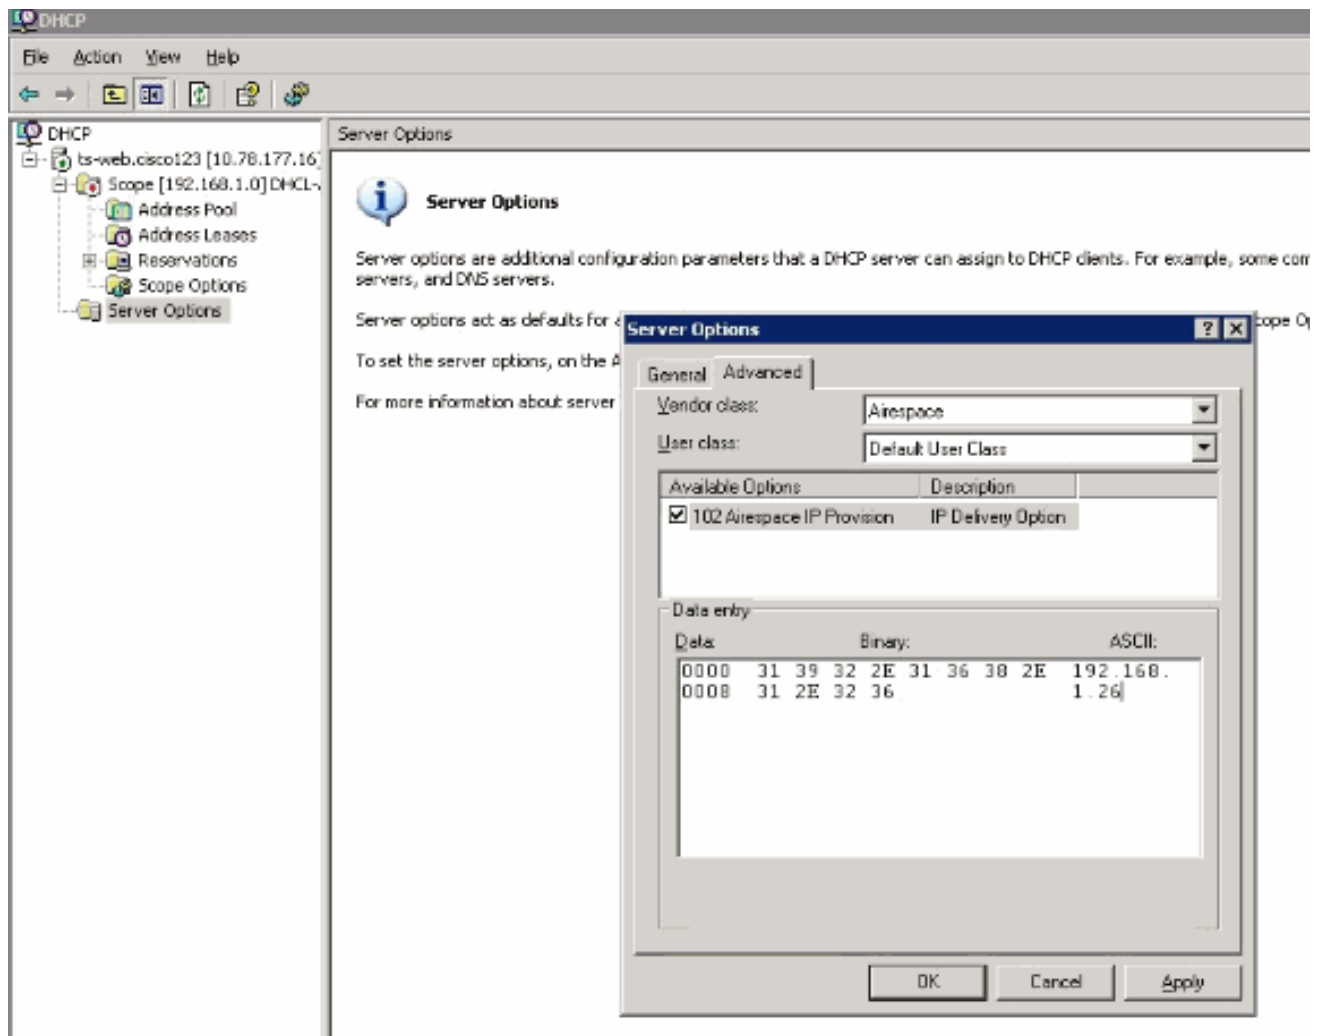 DHCP
File Action View Help
DHCP
ts-web.cisco123 [10.78.177.16]
Scope [192.168.1.0] DHCL-
Address Pool
Address Leases
Reservations
Scope Options
Server Options
Server Options
Server Options
Server options are additional configuration parameters that a DHCP server can assign to DHCP clients. For example, some com
servers, and DNS servers.
Server options act as defaults for
cope O
To set the server options, on the A
For more information about server
Server Options
General Advanced
Vendor class: Airespace
User class: Default User Class
Available Options Description
102 Airespace IP Provision IP Delivery Option
Data entry
Data: Binary: ASCII:
0000 31 39 32 2E 31 36 38 2E 192.168.
0008 31 2E 32 36 1.26
OK Cancel Apply